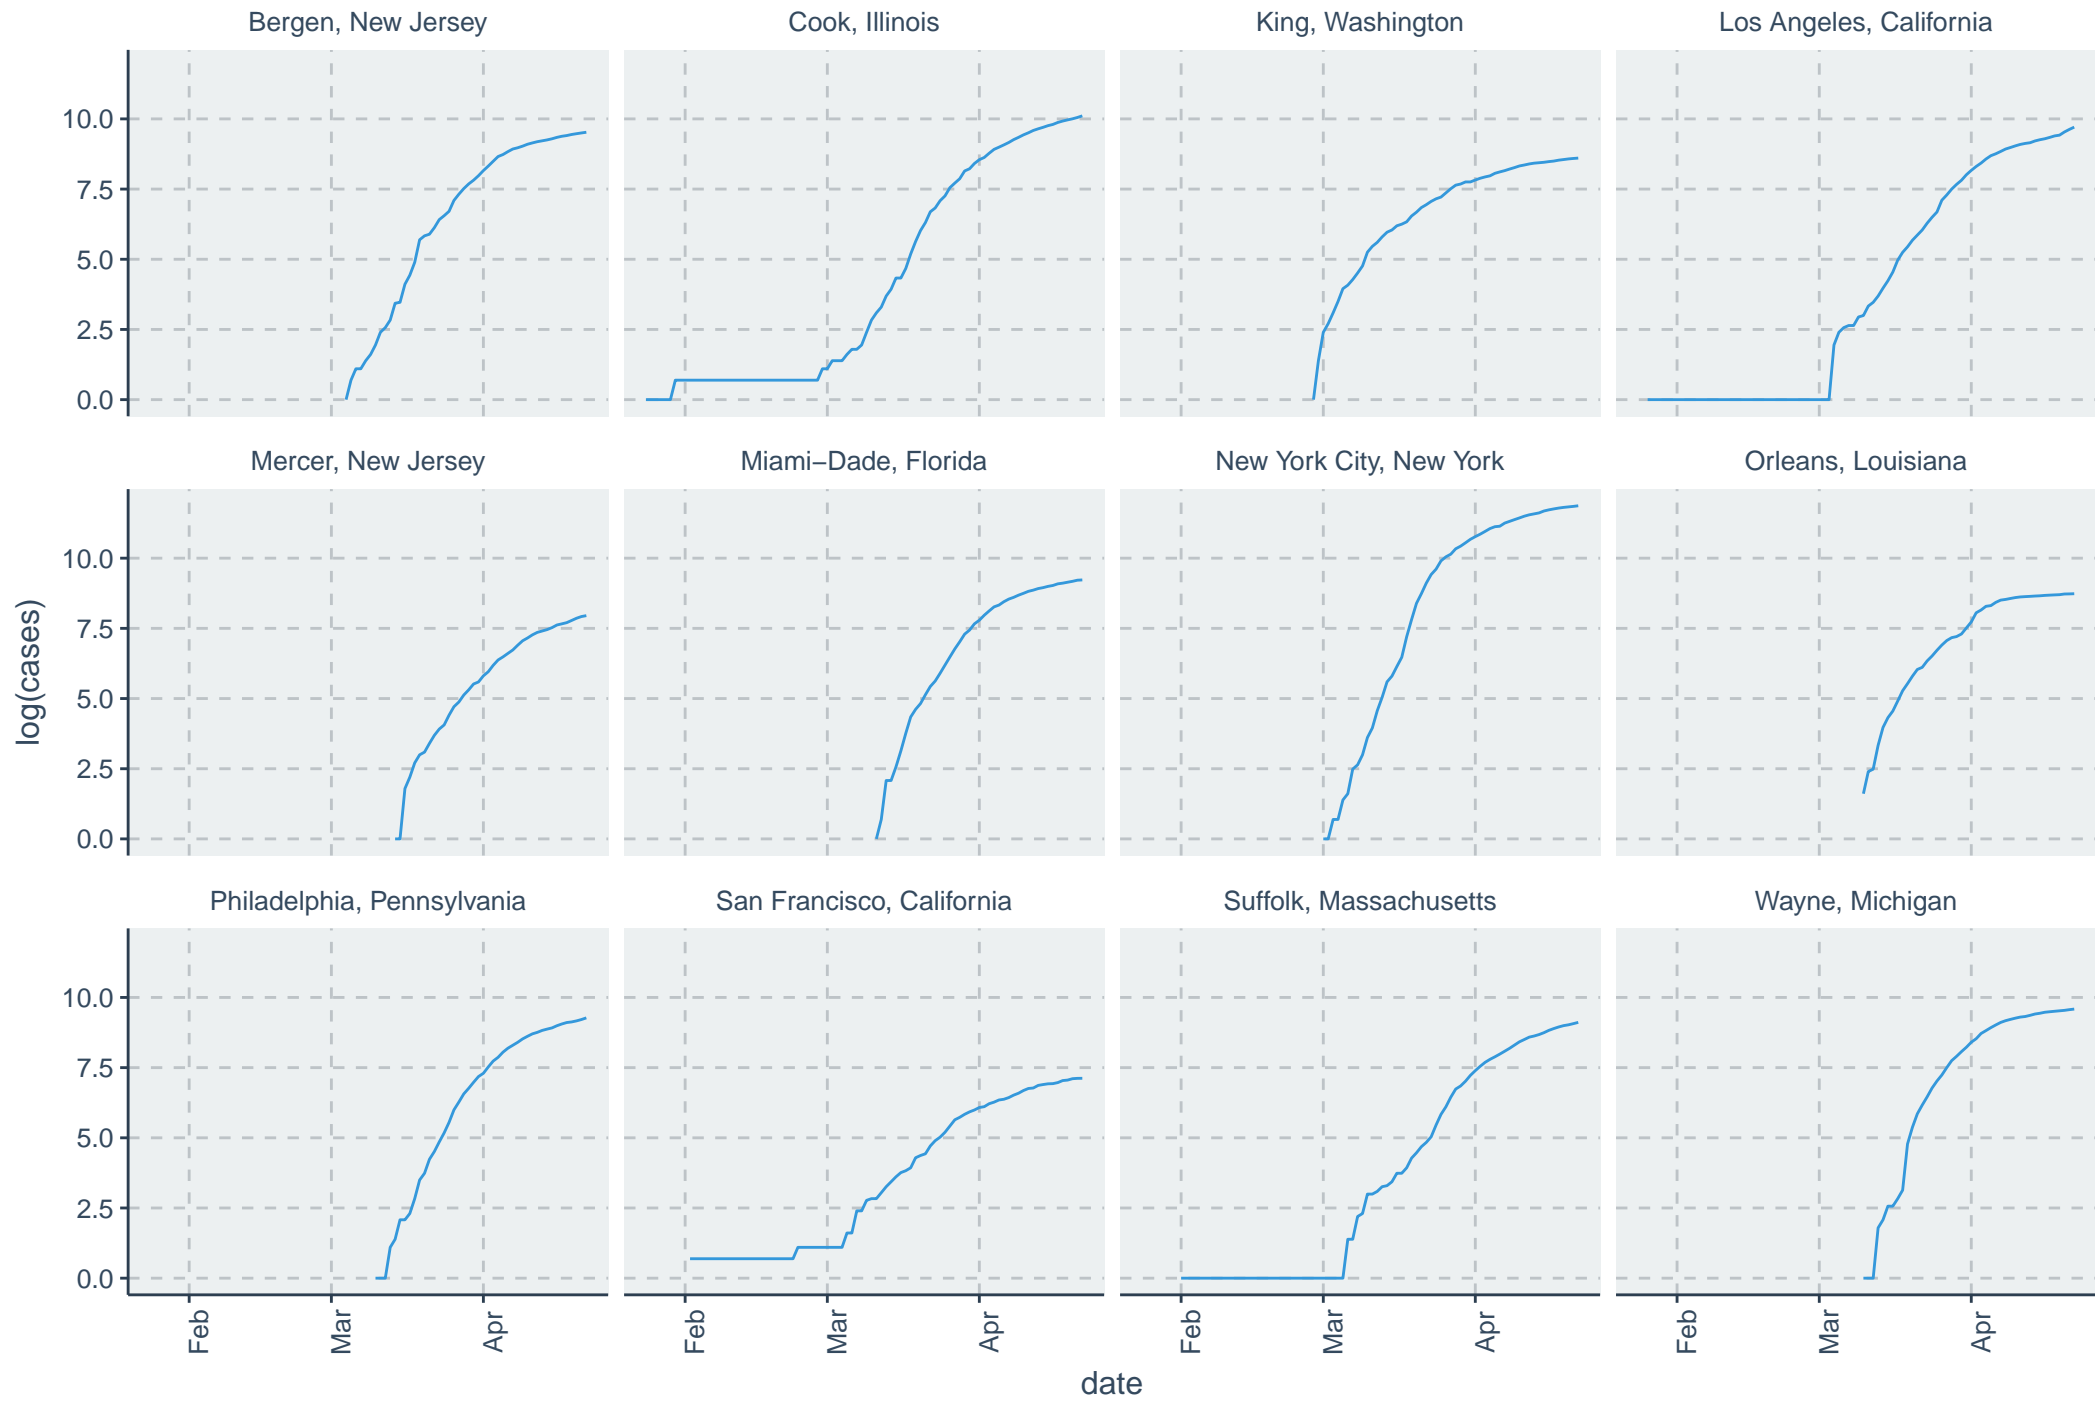 Bergen, New Jersey
Cook, Illinois
King, Washington
Los Angeles, California
10.0
7.5
5.0
2.5
0.0
Mercer, New Jersey
Miami−Dade, Florida
New York City, New York
Orleans, Louisiana
10.0
7.5
5.0
2.5
0.0
log(cases)
Philadelphia, Pennsylvania
San Francisco, California
Suffolk, Massachusetts
Wayne, Michigan
10.0
7.5
5.0
2.5
0.0
Feb
Mar
Apr
Feb
Mar
Apr
Feb
Mar
Apr
Feb
Mar
Apr
date